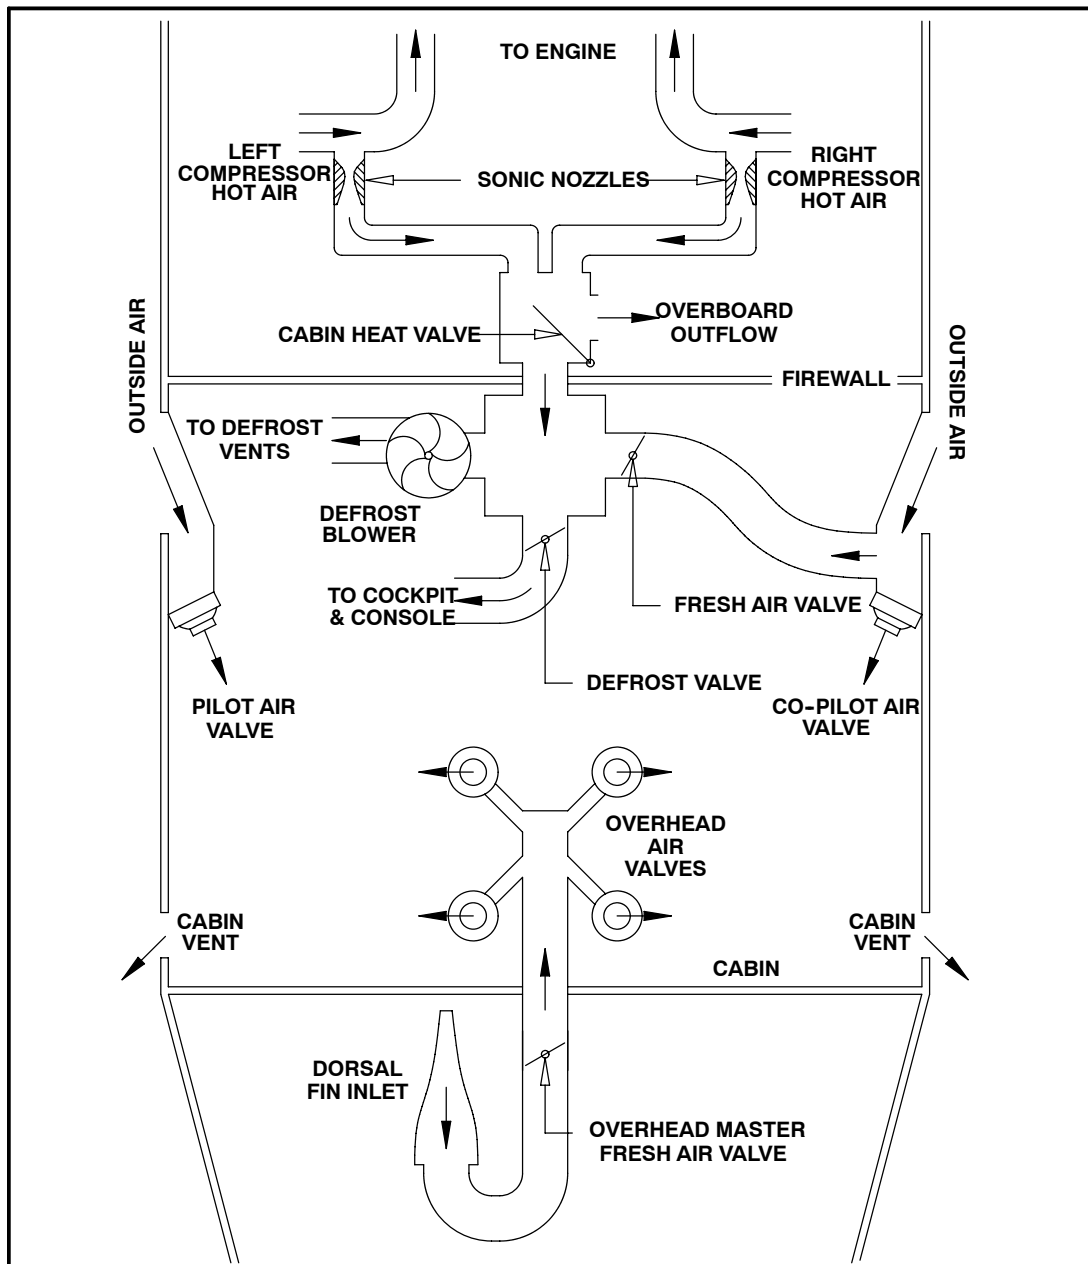 TO ENGINE
LEFT
COMPRESSOR
HOT AIR
SONIC NOZZLES
RIGHT
COMPRESSOR
HOT AIR
OUTSIDE AIR
CABIN HEAT VALVE
OVERBOARD
OUTFLOW
OUTSIDE AIR
FIREWALL
TO DEFROST
VENTS
DEFROST
BLOWER
TO COCKPIT
& CONSOLE
FRESH AIR VALVE
DEFROST VALVE
PILOT AIR
VALVE
CO-PILOT AIR
VALVE
OVERHEAD
AIR
VALVES
CABIN
VENT
CABIN
VENT
CABIN
DORSAL
FIN INLET
OVERHEAD MASTER
FRESH AIR VALVE